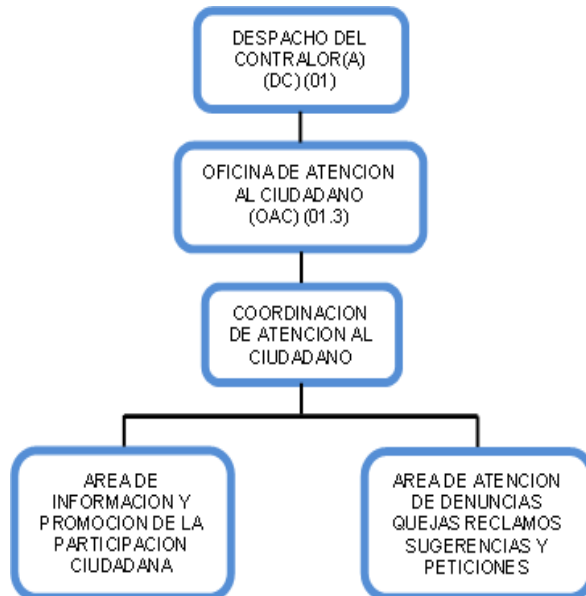 DESPACHO DEL
CONTRALOR(A)
(DC) (01)
OFICINA DE ATENCION
AL CIUDADANO
(OAC) (01.3)
COORDINACION
DE ATENCION AL
CIUDADANO
AREA DE
INFORMACION Y
PROMOCION DE LA
PARTICIPACION
CIUDADANA
AREA DE ATENCION
DE DENUNCIAS
QUEJAS RECLAMOS
SUGERENCIAS Y
PETICIONES